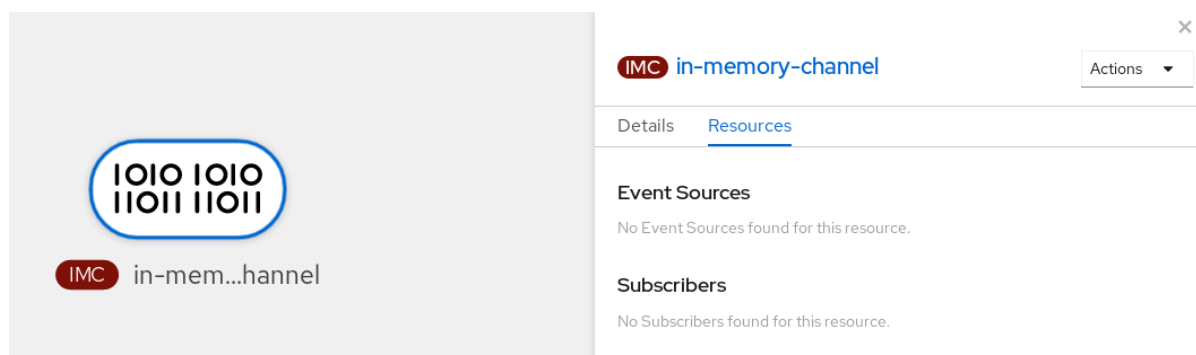 1010 1010
11011 11011
IMC in-mem...hannel
×
IMC in-memory-channel
Actions
Details Resources
Event Sources
No Event Sources found for this resource.
Subscribers
No Subscribers found for this resource.